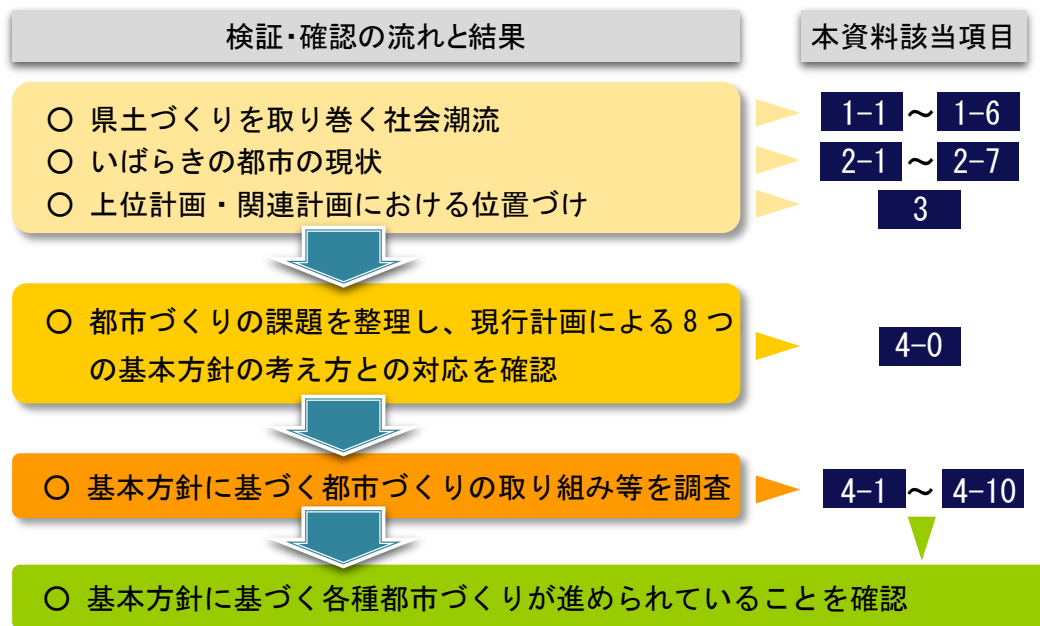 検証・確認の流れと結果
本資料該当項目
○ 県土づくりを取り巻く社会潮流
1-1 ~ 1-6
○ いばらきの都市の現状
2-1 ~ 2-7
○ 上位計画・関連計画における位置づけ
3
○ 都市づくりの課題を整理し、現行計画による8つ
の基本方針の考え方との対応を確認
4-0
○ 基本方針に基づく都市づくりの取り組み等を調査
4-1 ~ 4-10
○ 基本方針に基づく各種都市づくりが進められていることを確認